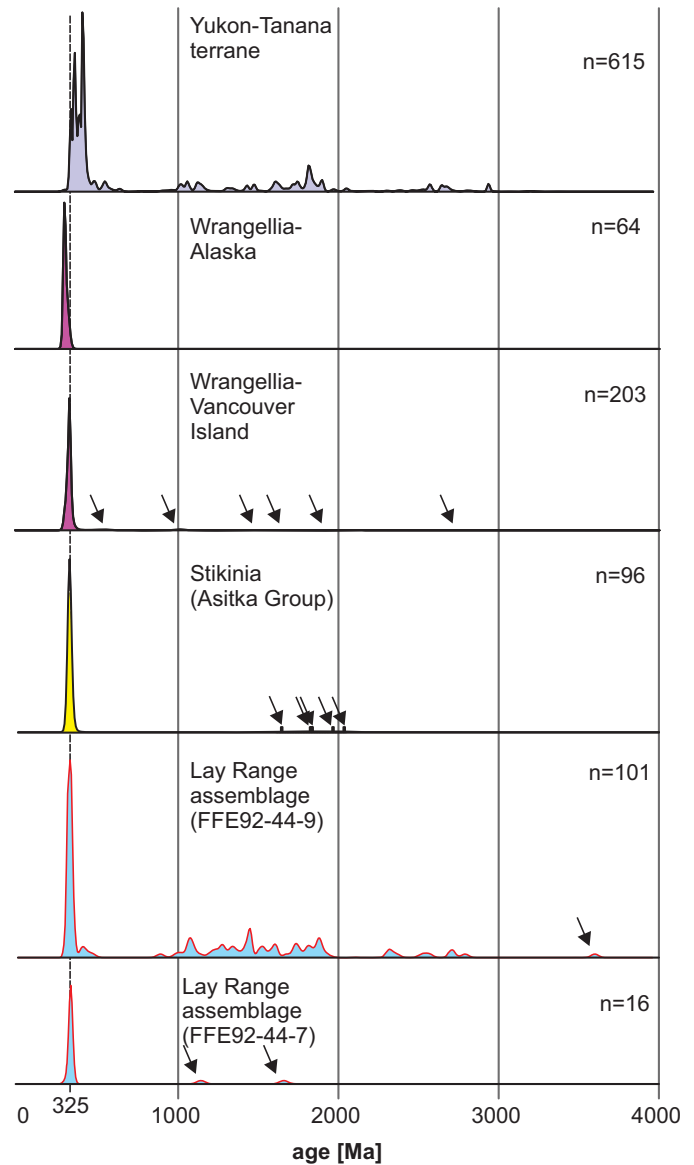 Yukon-Tanana
terrane
n=615
Wrangellia-
Alaska
n=64
Wrangellia-
Vancouver
Island
n=203
Stikinia
(Asitka Group)
n=96
Lay Range
assemblage
(FFE92-44-9)
n=101
Lay Range
assemblage
(FFE92-44-7)
n=16
0 325 1000 2000 3000 4000
age [Ma]